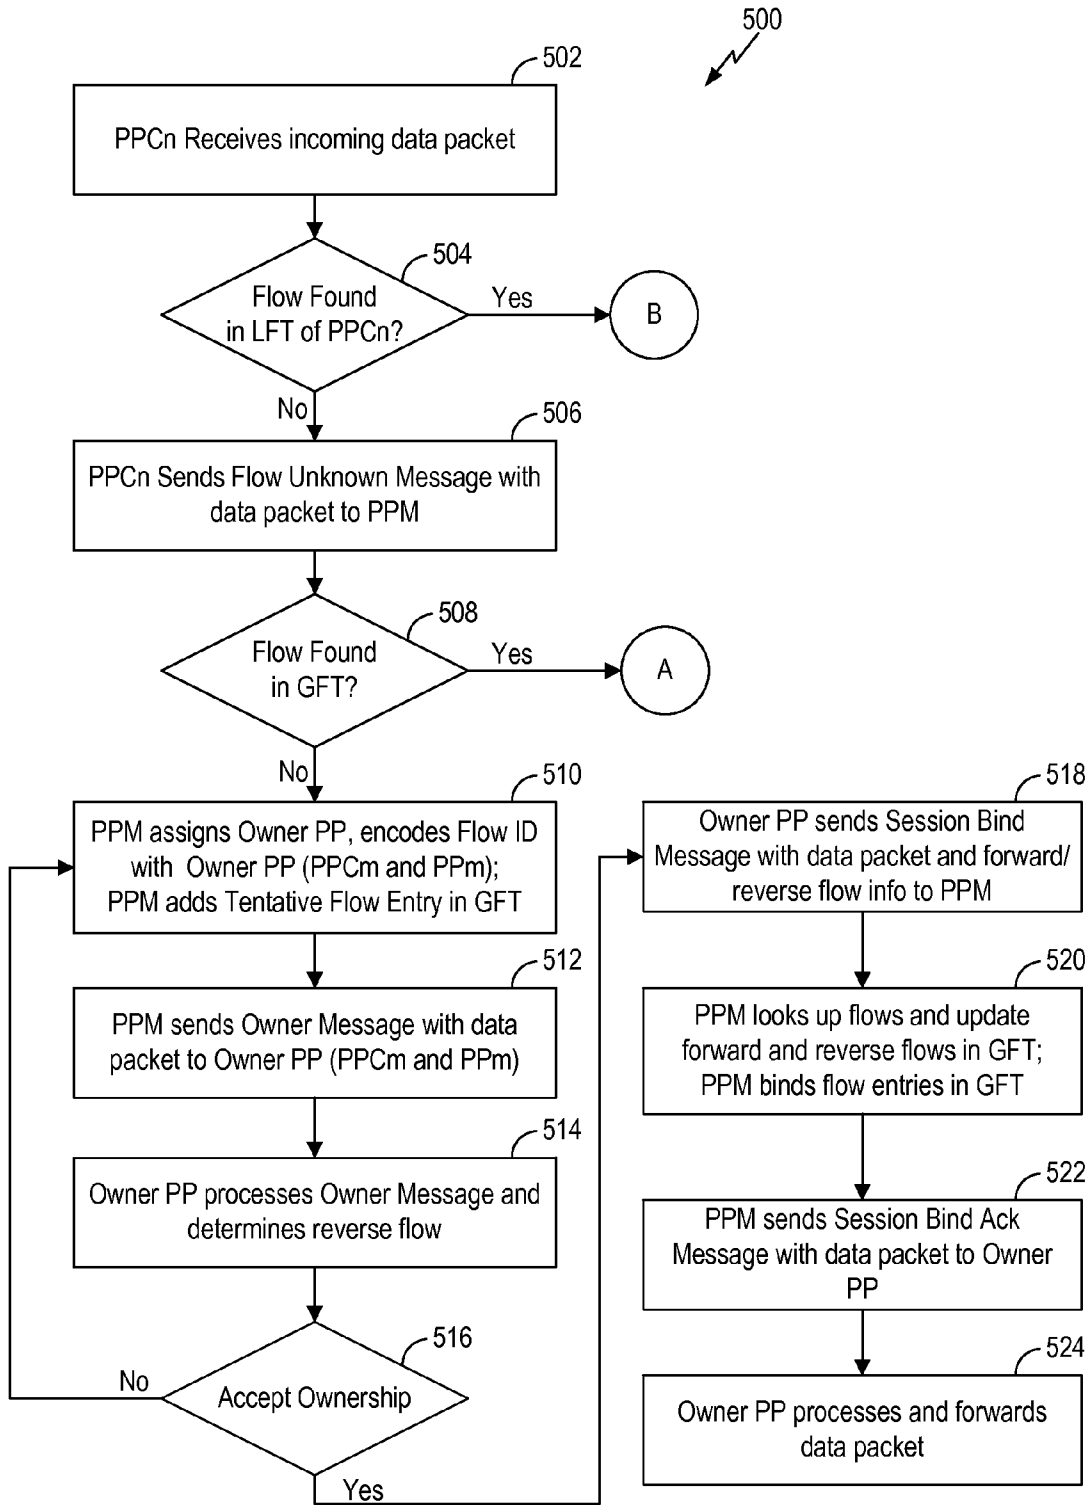 500
502
PPCn Receives incoming data packet
504
Flow Found
in LFT of PPCn?
Yes
B
No
506
PPCn Sends Flow Unknown Message with
data packet to PPM
508
Flow Found
in GFT?
Yes
A
No
510
PPM assigns Owner PP, encodes Flow ID
with Owner PP (PPCm and PPm);
PPM adds Tentative Flow Entry in GFT
512
PPM sends Owner Message with data
packet to Owner PP (PPCm and PPm)
514
Owner PP processes Owner Message and
determines reverse flow
516
Accept Ownership
No
Yes
518
Owner PP sends Session Bind
Message with data packet and forward/
reverse flow info to PPM
520
PPM looks up flows and update
forward and reverse flows in GFT;
PPM binds flow entries in GFT
522
PPM sends Session Bind Ack
Message with data packet to Owner
PP
524
Owner PP processes and forwards
data packet